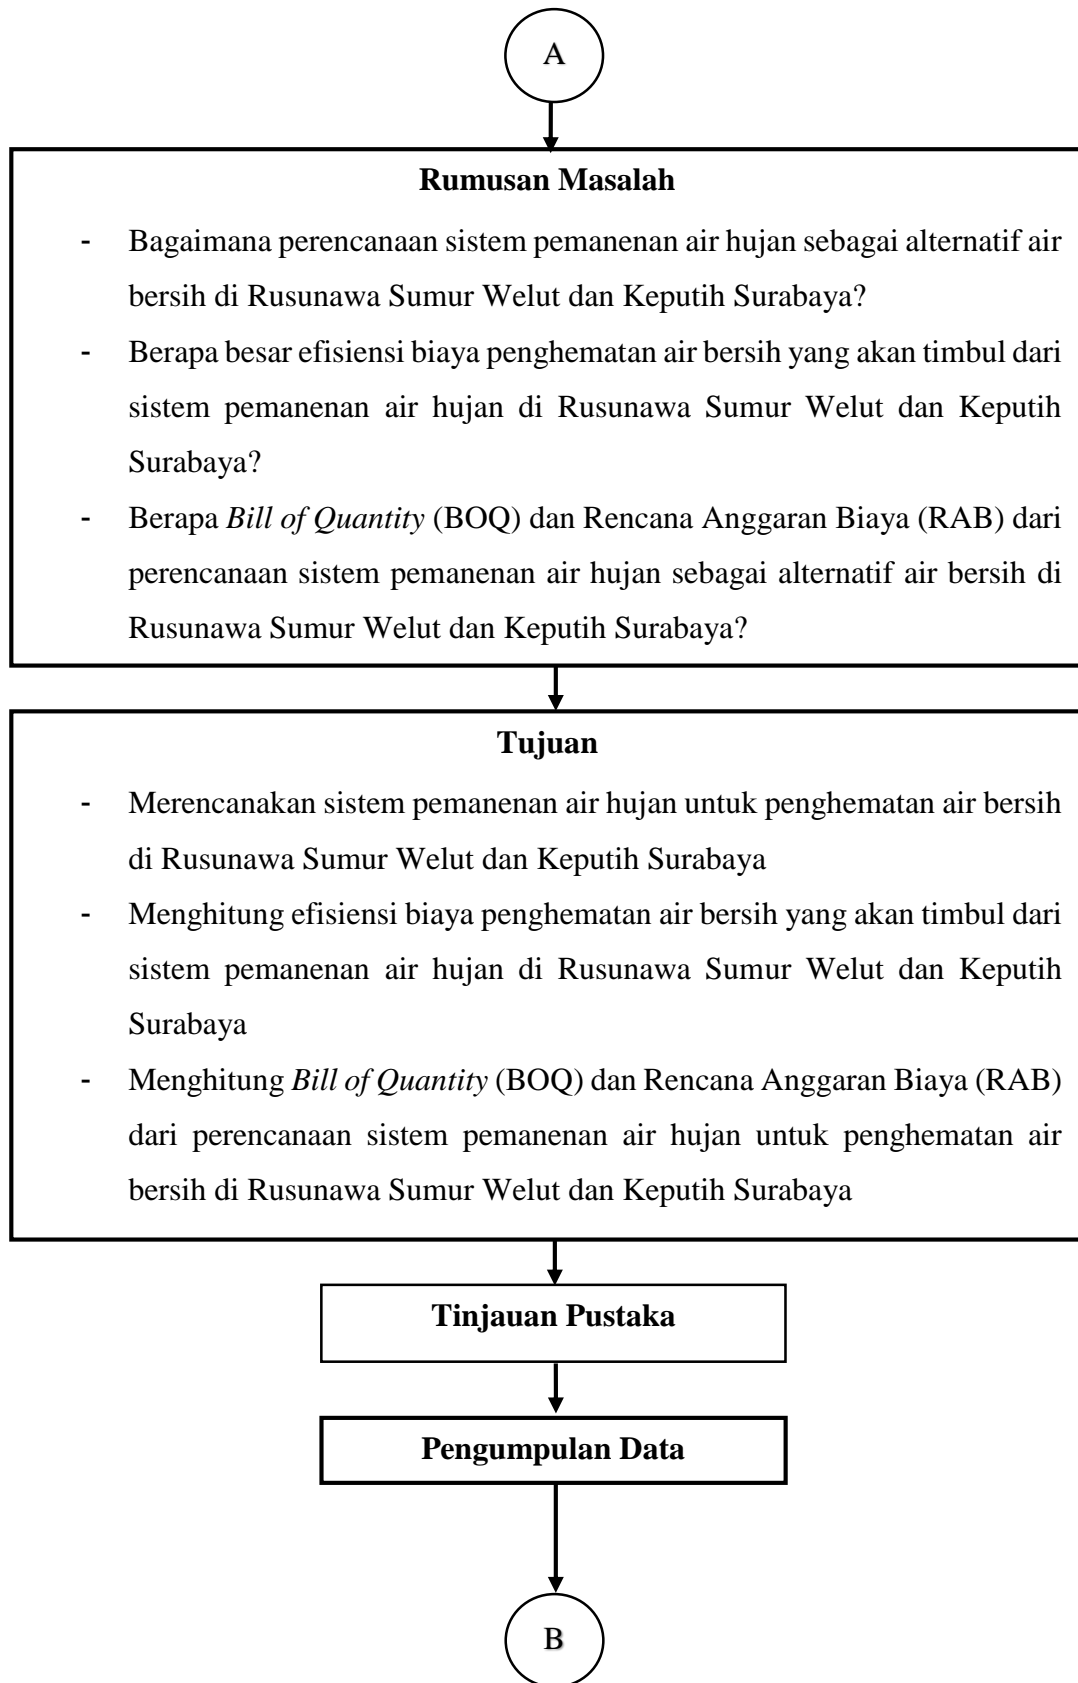 A
Rumusan Masalah
- Bagaimana perencanaan sistem pemanenan air hujan sebagai alternatif air
bersih di Rusunawa Sumur Welut dan Keputih Surabaya?
- Berapa besar efisiensi biaya penghematan air bersih yang akan timbul dari
sistem pemanenan air hujan di Rusunawa Sumur Welut dan Keputih
Surabaya?
- Berapa Bill of Quantity (BOQ) dan Rencana Anggaran Biaya (RAB) dari
perencanaan sistem pemanenan air hujan sebagai alternatif air bersih di
Rusunawa Sumur Welut dan Keputih Surabaya?
Tujuan
- Merencanakan sistem pemanenan air hujan untuk penghematan air bersih
di Rusunawa Sumur Welut dan Keputih Surabaya
- Menghitung efisiensi biaya penghematan air bersih yang akan timbul dari
sistem pemanenan air hujan di Rusunawa Sumur Welut dan Keputih
Surabaya
- Menghitung Bill of Quantity (BOQ) dan Rencana Anggaran Biaya (RAB)
dari perencanaan sistem pemanenan air hujan untuk penghematan air
bersih di Rusunawa Sumur Welut dan Keputih Surabaya
Tinjauan Pustaka
Pengumpulan Data
B